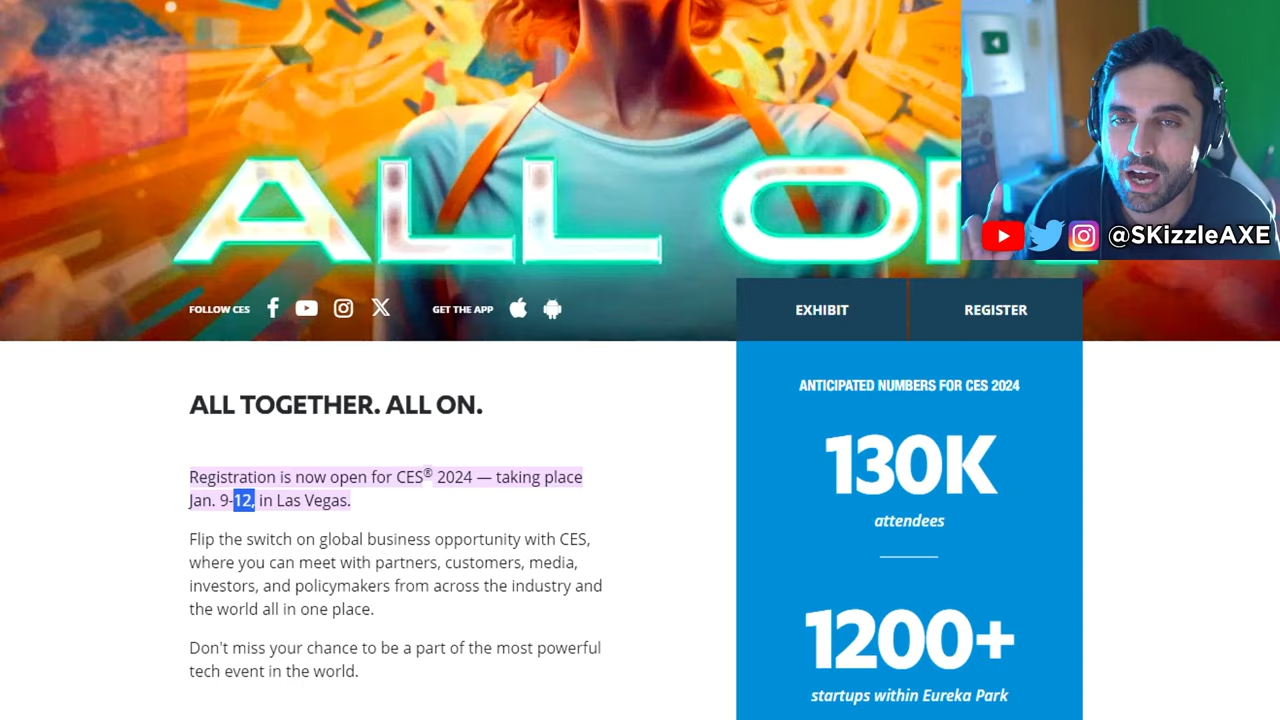 ALL ON
@SKizzleAXE
FOLLOW CES
GET THE APP
EXHIBIT
REGISTER
ALL TOGETHER. ALL ON.
Registration is now open for CES® 2024 — taking place
Jan. 9-12, in Las Vegas.
Flip the switch on global business opportunity with CES,
where you can meet with partners, customers, media,
investors, and policymakers from across the industry and
the world all in one place.
Don't miss your chance to be a part of the most powerful
tech event in the world.
ANTICIPATED NUMBERS FOR CES 2024
130K
attendees
1200+
startups within Eureka Park